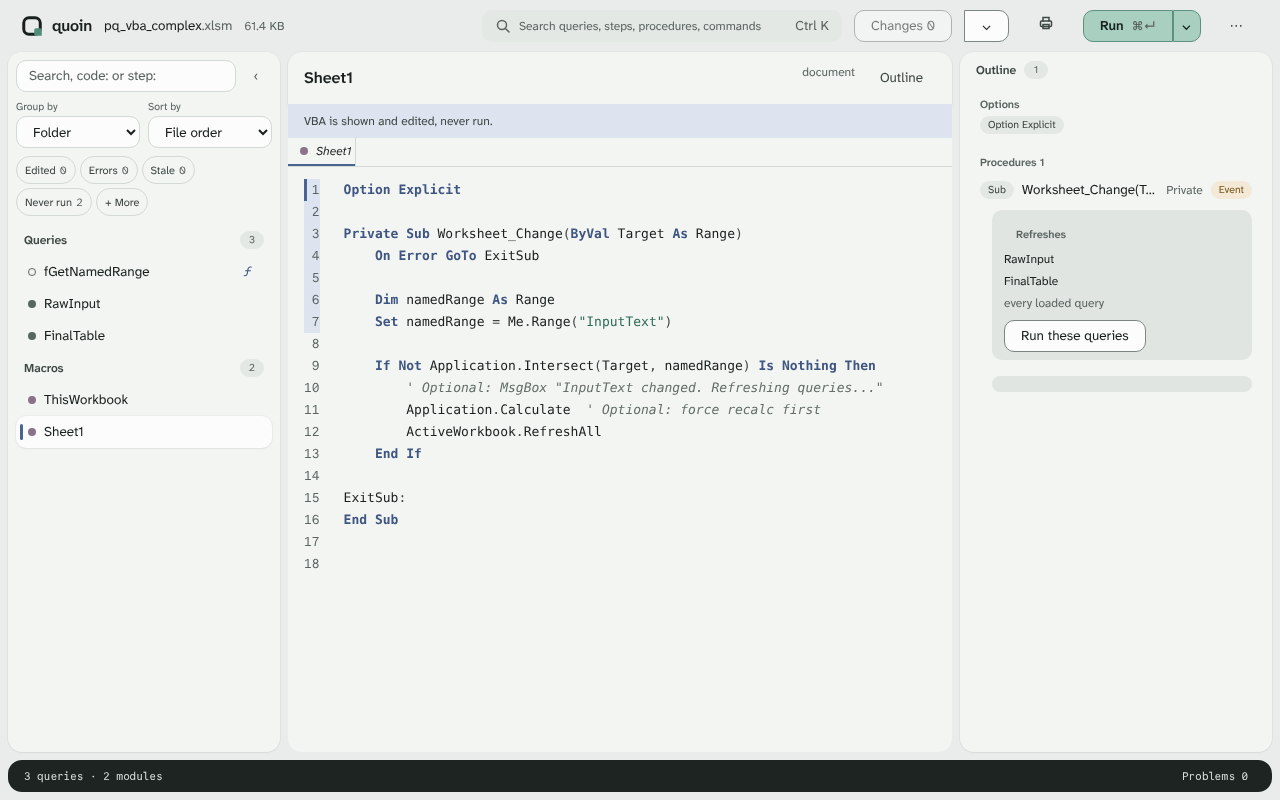 quoin pq_vba_complex.xlsm 61.4 KB
Search queries, steps, procedures, commands Ctrl K
Changes 0
Run ⌘↵
···
Search, code: or step:
‹
Group by Sort by
Folder File order
Edited 0 Errors 0 Stale 0
Never run 2 + More
Queries 3
fGetNamedRange ƒ
RawInput
FinalTable
Macros 2
ThisWorkbook
Sheet1
Sheet1 document Outline
VBA is shown and edited, never run.
Sheet1
1 Option Explicit
2
3 Private Sub Worksheet_Change(ByVal Target As Range)
4 On Error GoTo ExitSub
5
6 Dim namedRange As Range
7 Set namedRange = Me.Range("InputText")
8
9 If Not Application.Intersect(Target, namedRange) Is Nothing Then
10 ' Optional: MsgBox "InputText changed. Refreshing queries..."
11 Application.Calculate ' Optional: force recalc first
12 ActiveWorkbook.RefreshAll
13 End If
14
15 ExitSub:
16 End Sub
17
18
Outline 1
Options
Option Explicit
Procedures 1
Sub Worksheet_Change(T… Private Event
Refreshes
RawInput
FinalTable
every loaded query
Run these queries
3 queries · 2 modules
Problems 0